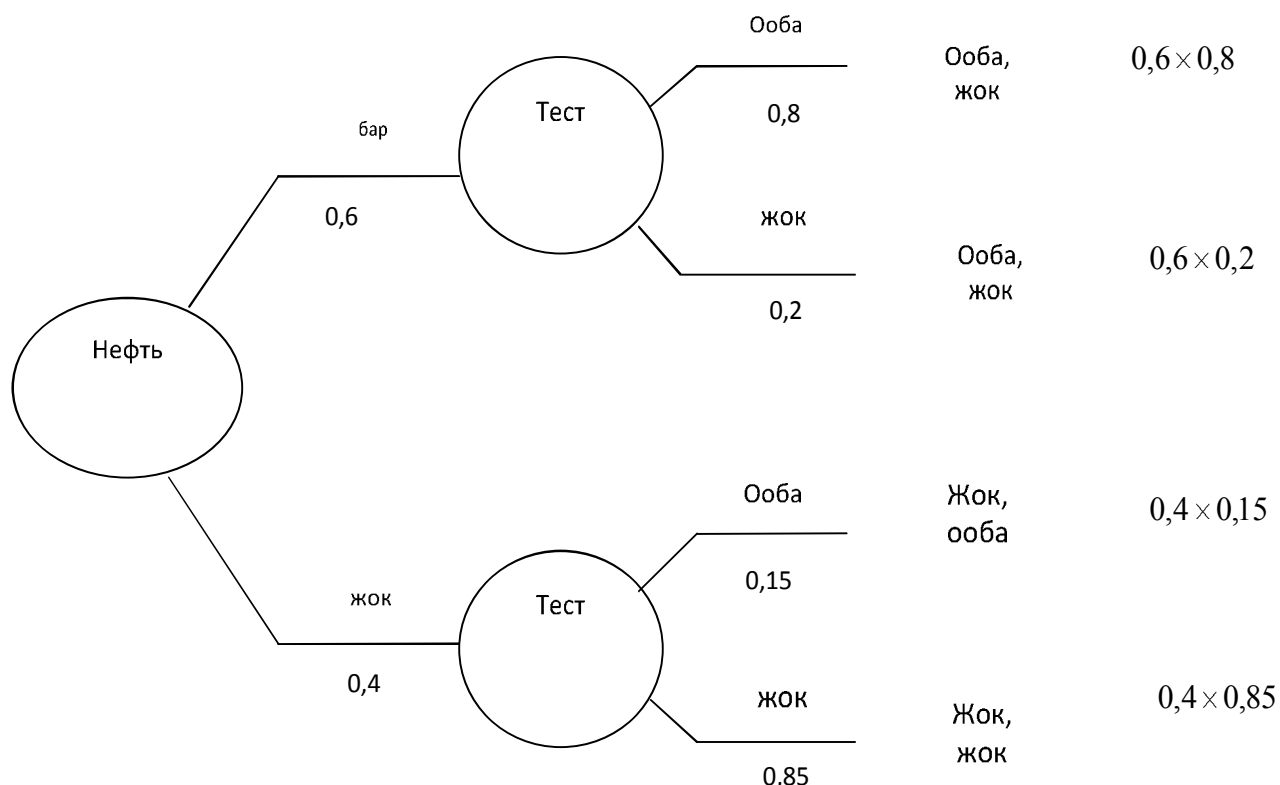 Ооба
Ооба,
жок
0,6 × 0,8
Тест
0,8
бар
0,6
жок
Ооба,
жок
0,6 × 0,2
0,2
Нефть
Ооба
Жок,
ооба
0,4 × 0,15
0,15
жок
Тест
0,4
жок
Жок,
жок
0,4 × 0,85
0,85